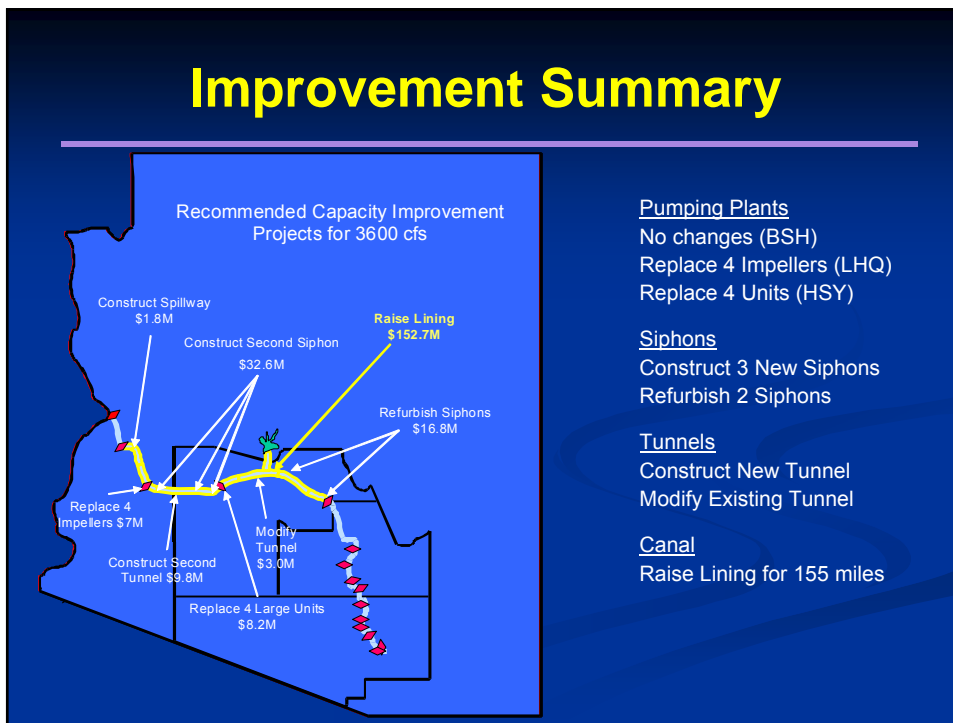 Improvement Summary
Recommended Capacity Improvement
Projects for 3600 cfs
Construct Spillway
$1.8M
Raise Lining
$152.7M
Construct Second Siphon
$32.6M
Refurbish Siphons
$16.8M
Replace 4
Impellers $7M
Modify
Tunnel
$3.0M
Construct Second
Tunnel $9.8M
Replace 4 Large Units
$8.2M
Pumping Plants
No changes (BSH)
Replace 4 Impellers (LHQ)
Replace 4 Units (HSY)
Siphons
Construct 3 New Siphons
Refurbish 2 Siphons
Tunnels
Construct New Tunnel
Modify Existing Tunnel
Canal
Raise Lining for 155 miles